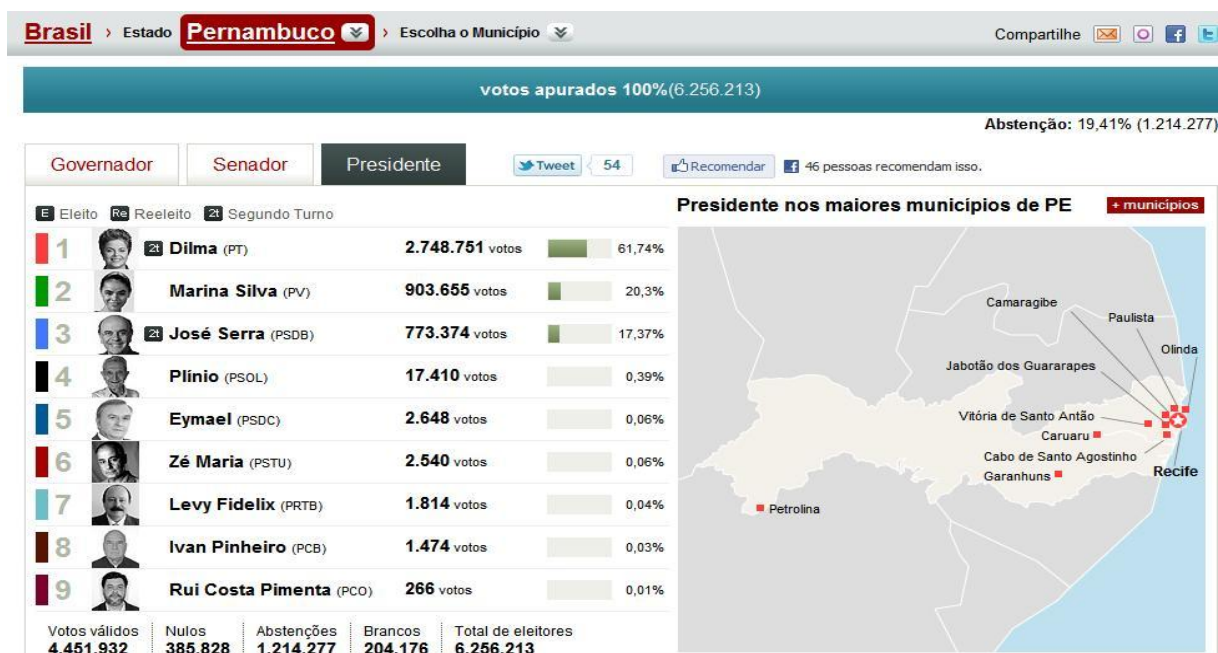 Brasil › Estado Pernambuco › Escolha o Município
Compartilhe
votos apurados 100%(6.256.213)
Abstenção: 19,41% (1.214.277)
Governador Senador Presidente Tweet 54 Recomendar 46 pessoas recomendam isso.
E Eleito Re Reeleito 2t Segundo Turno
1 2t Dilma (PT) 2.748.751 votos 61,74%
2 Marina Silva (PV) 903.655 votos 20,3%
3 2t José Serra (PSDB) 773.374 votos 17,37%
4 Plínio (PSOL) 17.410 votos 0,39%
5 Eymael (PSDC) 2.648 votos 0,06%
6 Zé Maria (PSTU) 2.540 votos 0,06%
7 Levy Fidelix (PRTB) 1.814 votos 0,04%
8 Ivan Pinheiro (PCB) 1.474 votos 0,03%
9 Rui Costa Pimenta (PCO) 266 votos 0,01%
Votos válidos Nulos Abstenções Brancos Total de eleitores
4.451.932 385.828 1.214.277 204.176 6.256.213
Presidente nos maiores municípios de PE + municípios
Camaragibe
Paulista
Olinda
Jabotão dos Guararapes
Vitória de Santo Antão
Caruaru
Cabo de Santo Agostinho
Garanhuns
Recife
Petrolina